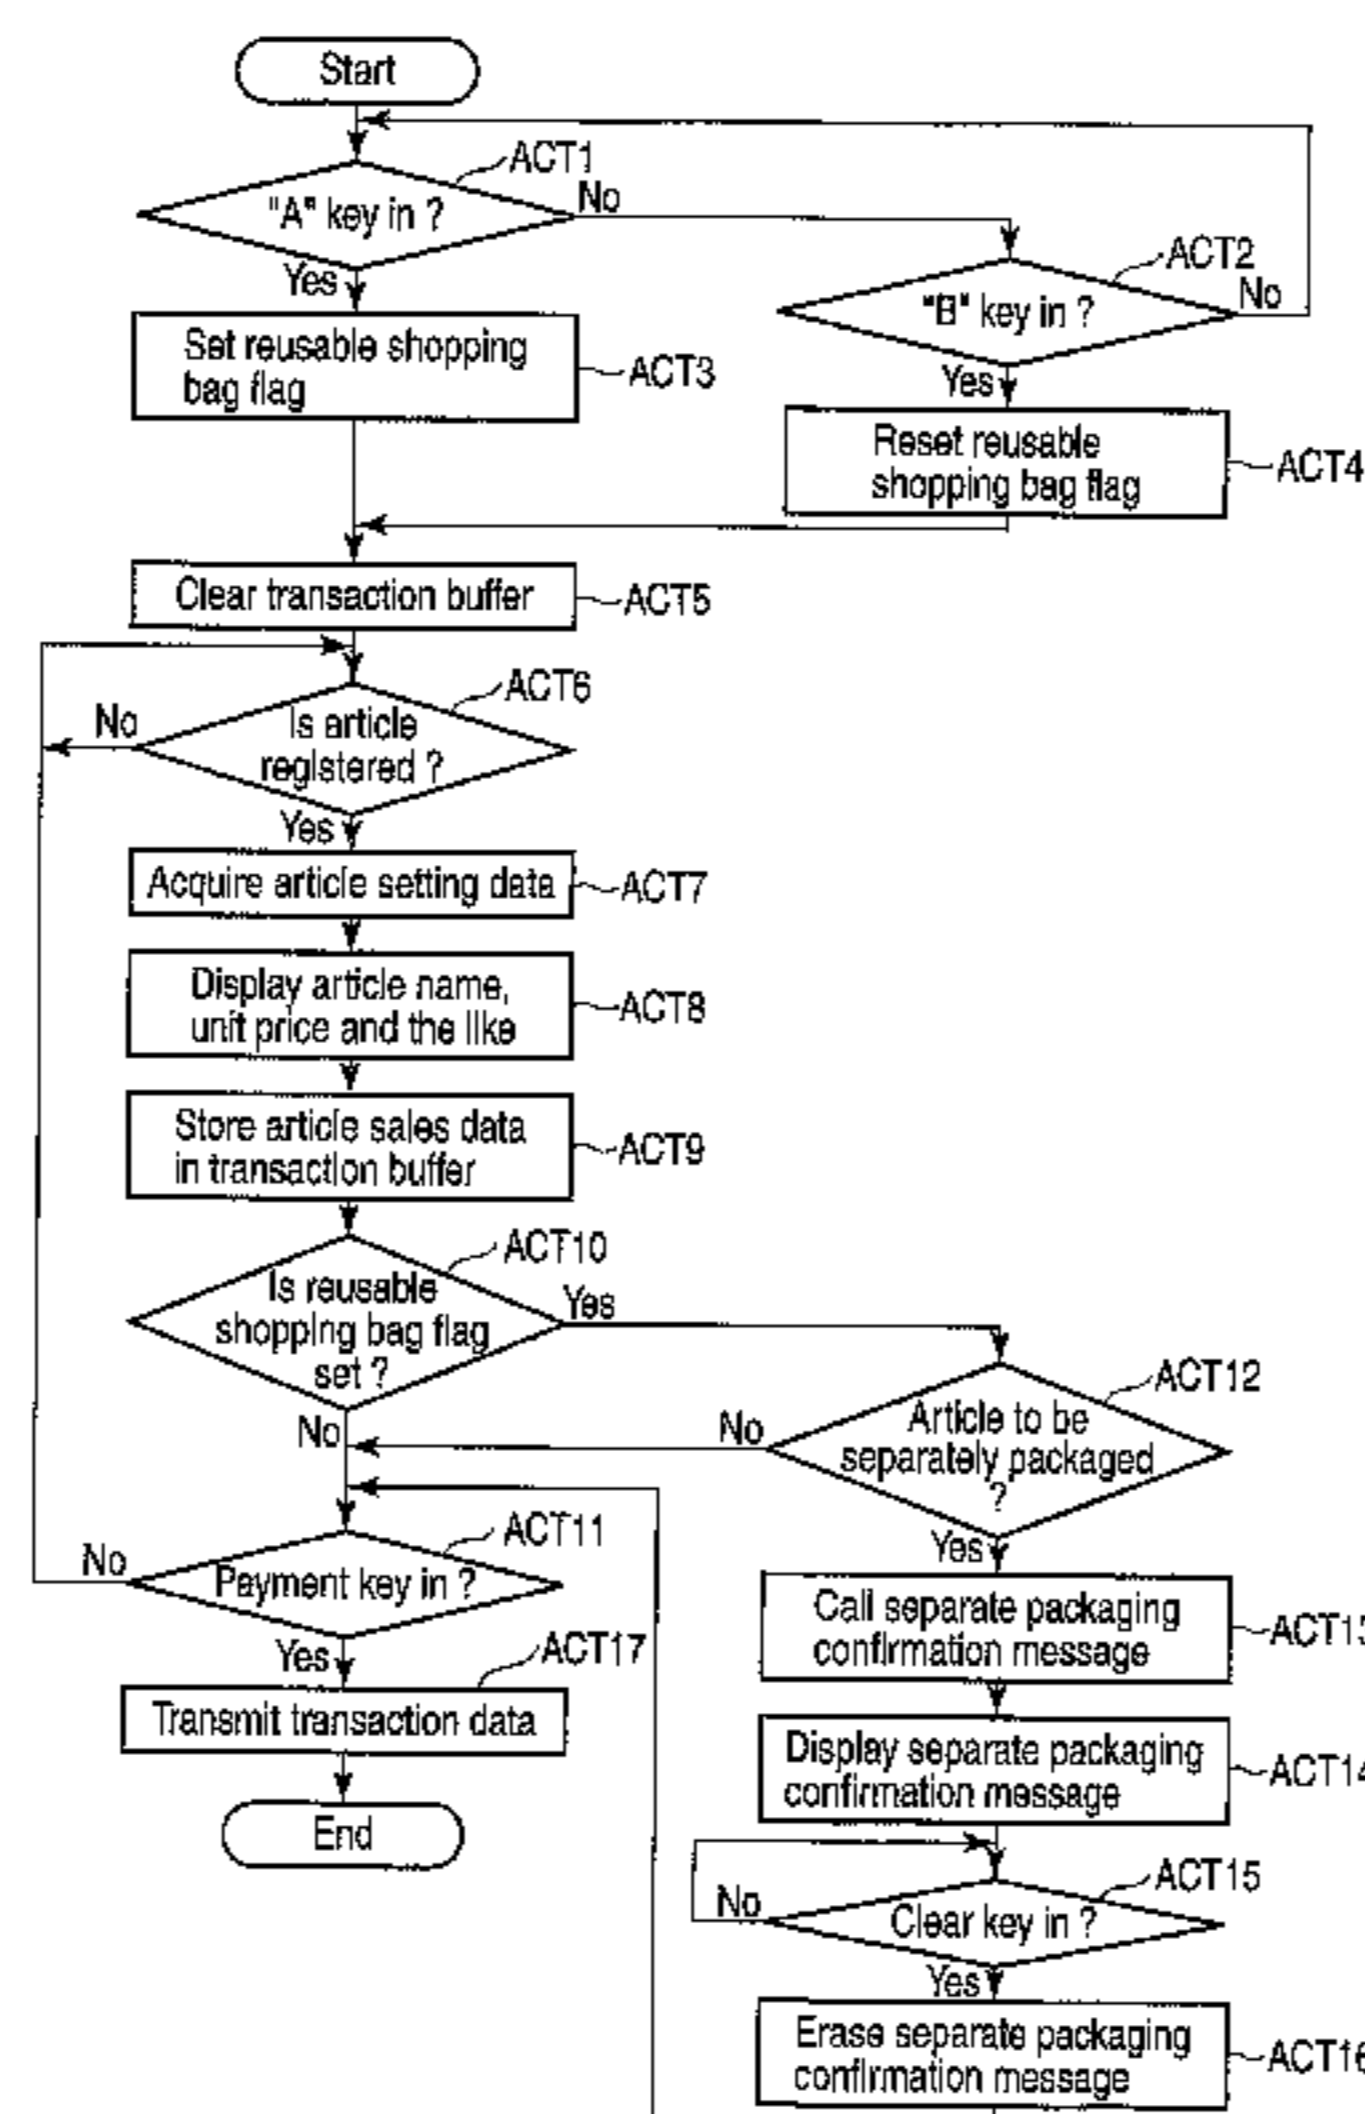 Start
ACT1
"A" key in ?
No
Yes
ACT2
"B" key in ?
No
Yes
Set reusable shopping
bag flag
ACT3
Reset reusable
shopping bag flag
ACT4
Clear transaction buffer
ACT5
ACT6
No
Is article
registered ?
Yes
Acquire article setting data
ACT7
Display article name,
unit price and the like
ACT8
Store article sales data
in transaction buffer
ACT9
ACT10
Is reusable
shopping bag flag
set ?
Yes
No
ACT12
Article to be
separately packaged
?
No
Yes
ACT11
Payment key in ?
No
Yes
Call separate packaging
confirmation message
ACT13
ACT17
Transmit transaction data
Display separate packaging
confirmation message
ACT14
End
ACT15
Clear key in ?
No
Yes
Erase separate packaging
confirmation message
ACT16